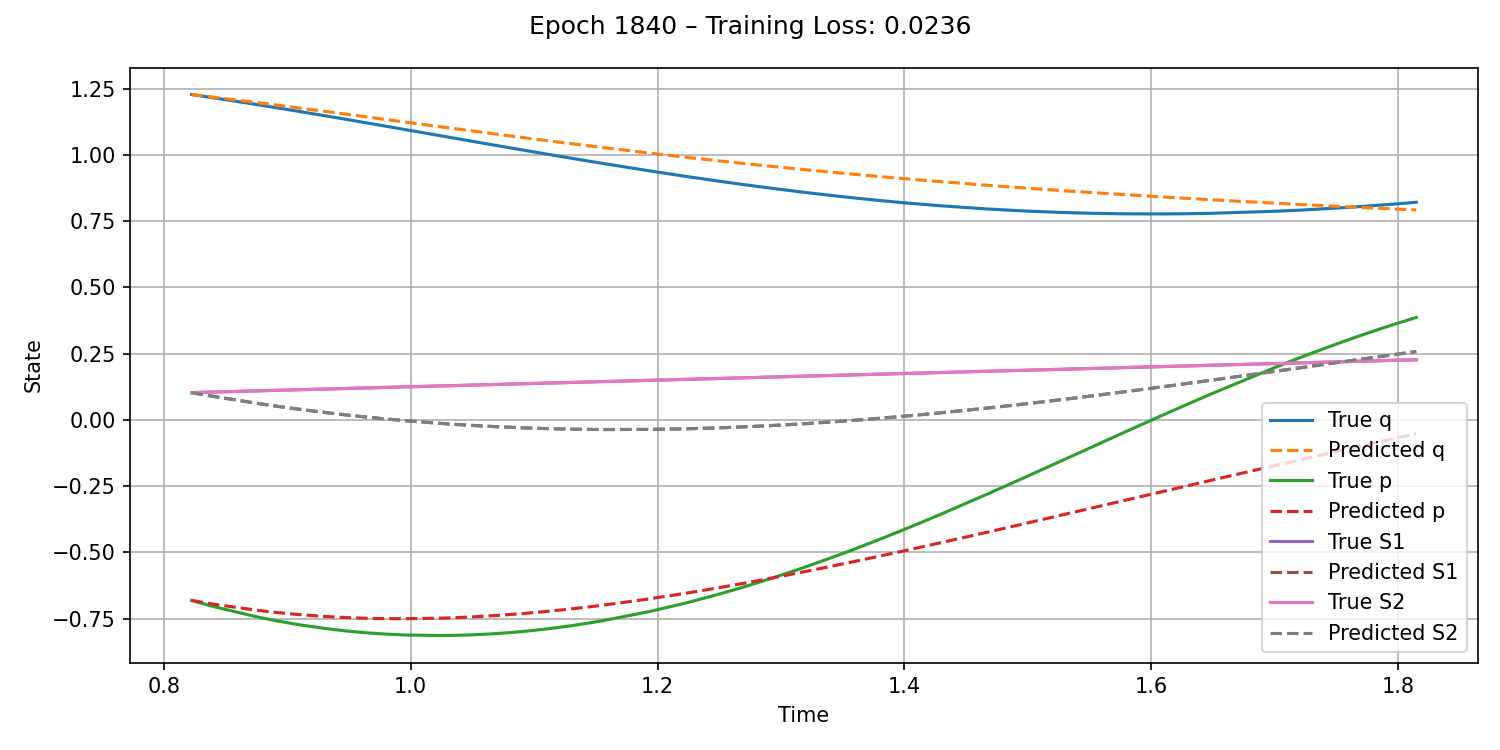 Epoch 1840 – Training Loss: 0.0236
1.25
1.00
0.75
0.50
0.25
0.00
−0.25
−0.50
−0.75
State
True q
Predicted q
True p
Predicted p
True S1
Predicted S1
True S2
Predicted S2
0.8
1.0
1.2
1.4
1.6
1.8
Time